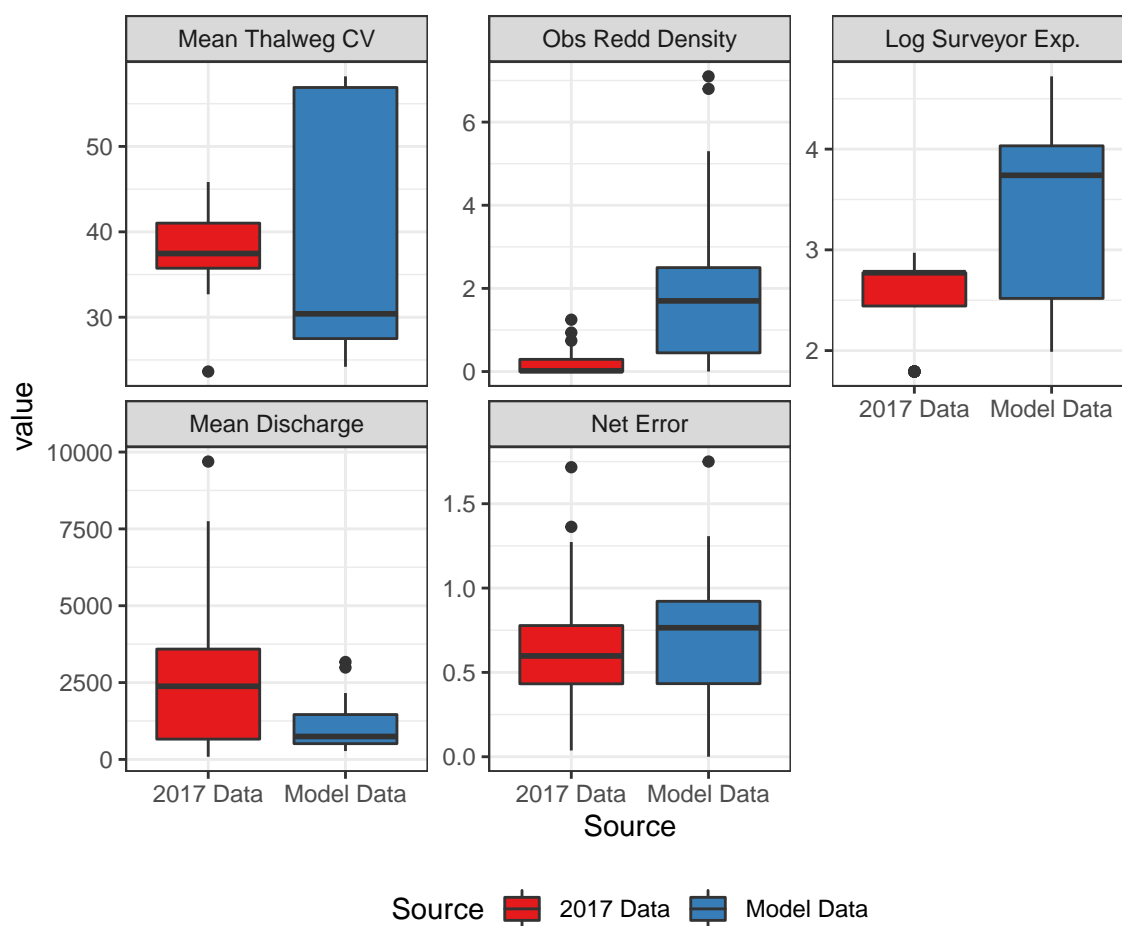 Mean Thalweg CV
Obs Redd Density
Log Surveyor Exp.
50
40
30
6
4
2
0
4
3
2
2017 Data Model Data
value
Mean Discharge
Net Error
10000
7500
5000
2500
0
1.5
1.0
0.5
0.0
2017 Data Model Data
2017 Data Model Data
Source
Source 2017 Data Model Data